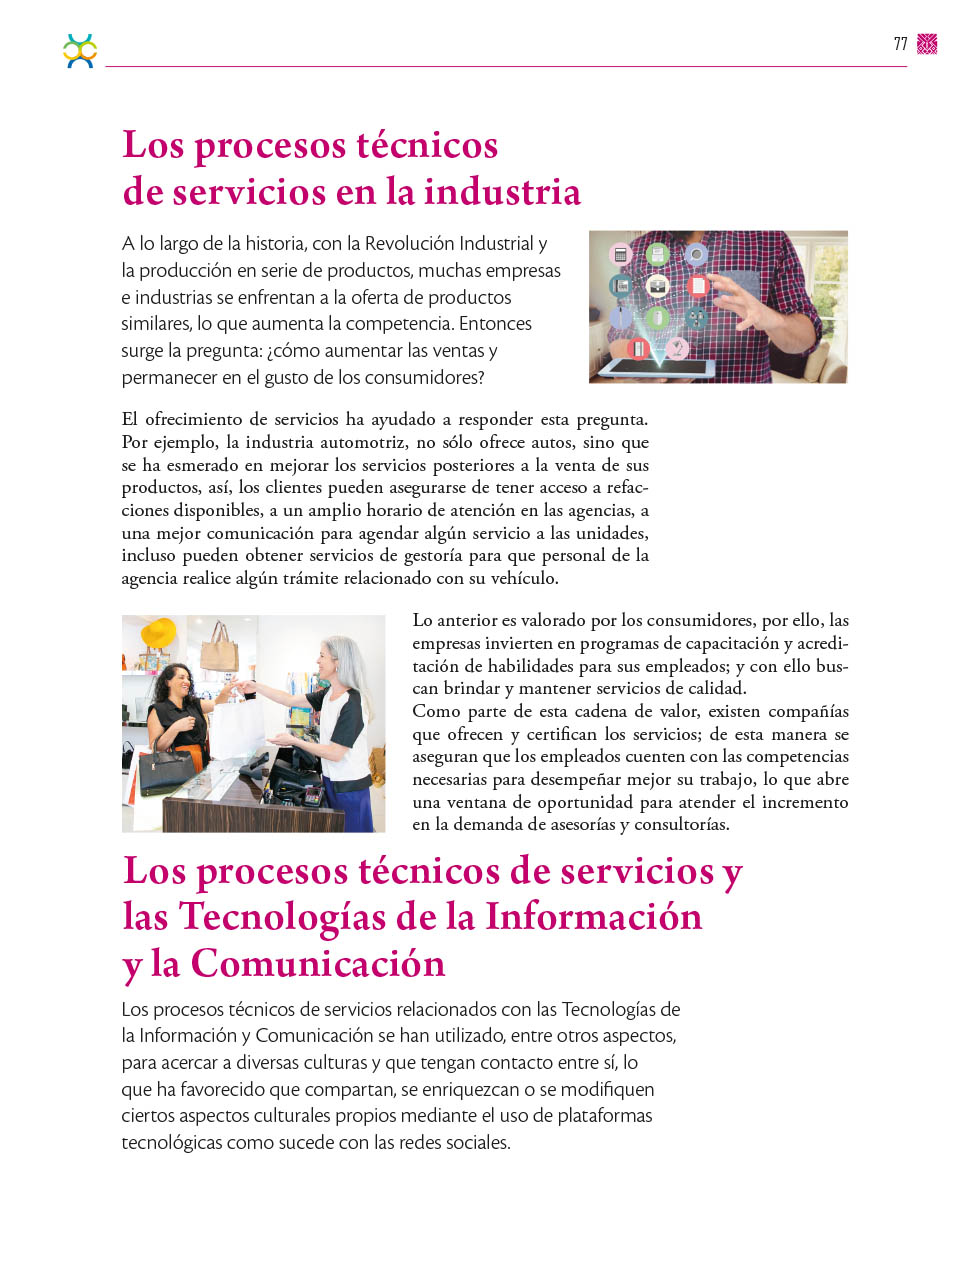 77
Los procesos técnicos
de servicios en la industria
A lo largo de la historia, con la Revolución Industrial y
la producción en serie de productos, muchas empresas
e industrias se enfrentan a la oferta de productos
similares, lo que aumenta la competencia. Entonces
surge la pregunta: ¿cómo aumentar las ventas y
permanecer en el gusto de los consumidores?
El ofrecimiento de servicios ha ayudado a responder esta pregunta.
Por ejemplo, la industria automotriz, no sólo ofrece autos, sino que
se ha esmerado en mejorar los servicios posteriores a la venta de sus
productos, así, los clientes pueden asegurarse de tener acceso a refac-
ciones disponibles, a un amplio horario de atención en las agencias, a
una mejor comunicación para agendar algún servicio a las unidades,
incluso pueden obtener servicios de gestoría para que personal de la
agencia realice algún trámite relacionado con su vehículo.
Lo anterior es valorado por los consumidores, por ello, las
empresas invierten en programas de capacitación y acredi-
tación de habilidades para sus empleados; y con ello bus-
can brindar y mantener servicios de calidad.
Como parte de esta cadena de valor, existen compañías
que ofrecen y certifican los servicios; de esta manera se
aseguran que los empleados cuenten con las competencias
necesarias para desempeñar mejor su trabajo, lo que abre
una ventana de oportunidad para atender el incremento
en la demanda de asesorías y consultorías.
Los procesos técnicos de servicios y
las Tecnologías de la Información
y la Comunicación
Los procesos técnicos de servicios relacionados con las Tecnologías de
la Información y Comunicación se han utilizado, entre otros aspectos,
para acercar a diversas culturas y que tengan contacto entre sí, lo
que ha favorecido que compartan, se enriquezcan o se modifiquen
ciertos aspectos culturales propios mediante el uso de plataformas
tecnológicas como sucede con las redes sociales.